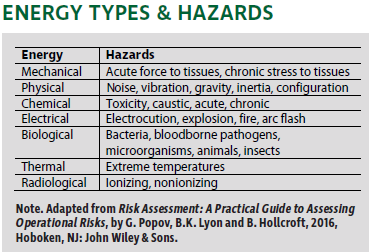 ENERGY TYPES & HAZARDS
Energy Hazards
Mechanical Acute force to tissues, chronic stress to tissues
Physical Noise, vibration, gravity, inertia, configuration
Chemical Toxicity, caustic, acute, chronic
Electrical Electrocution, explosion, fire, arc flash
Biological Bacteria, bloodborne pathogens,
microorganisms, animals, insects
Thermal Extreme temperatures
Radiological Ionizing, nonionizing
Note. Adapted from Risk Assessment: A Practical Guide to Assessing
Operational Risks, by G. Popov, B.K. Lyon and B. Hollcroft, 2016,
Hoboken, NJ: John Wiley & Sons.